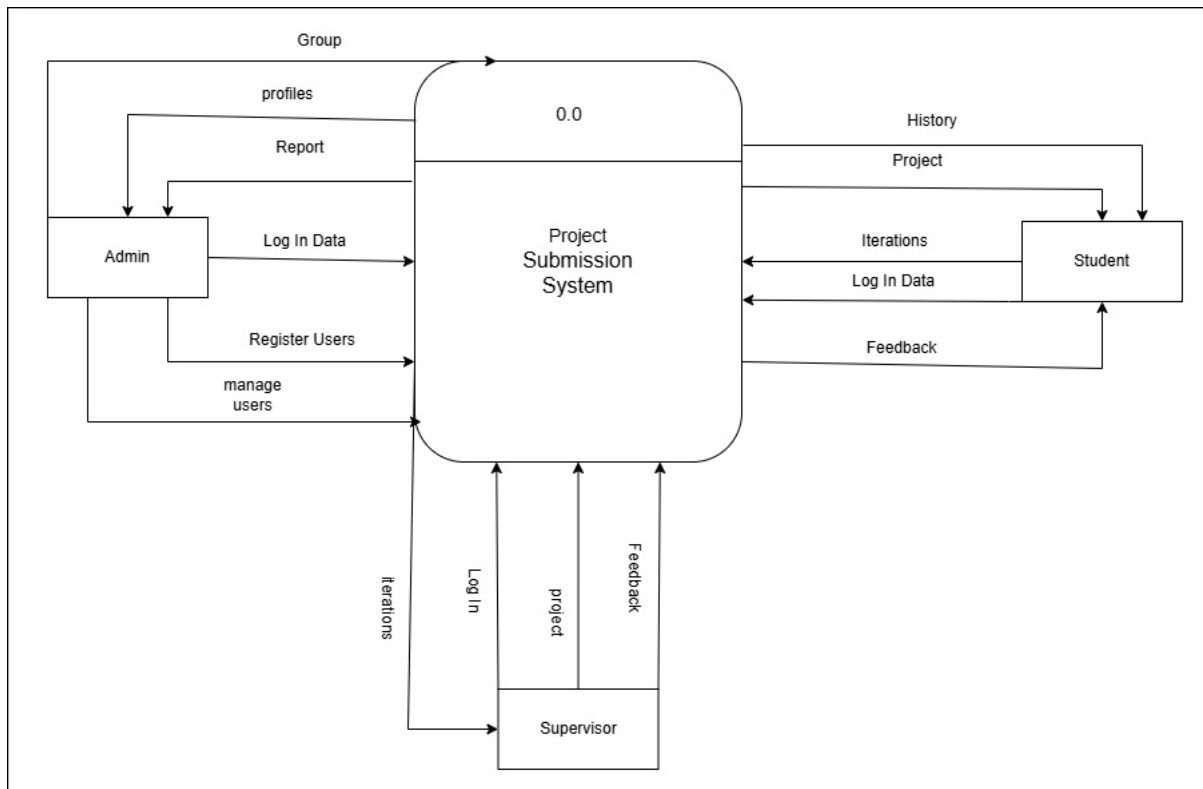 Group
profiles
0.0
Report
History
Project
Admin
Log In Data
Project
Submission
System
Iterations
Student
Log In Data
Register Users
Feedback
manage
users
iterations
Log In
project
Feedback
Supervisor